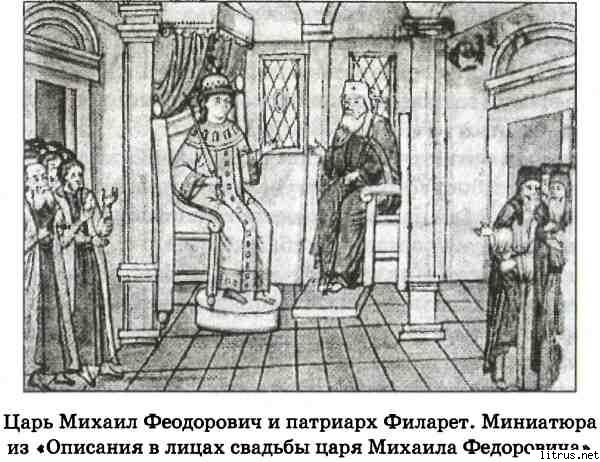 Царь Михаил Феодорович и патриарх Филарет. Миниатюра
из «Описания в лицах свадьбы царя Михаила Федоровича».
litrus.net